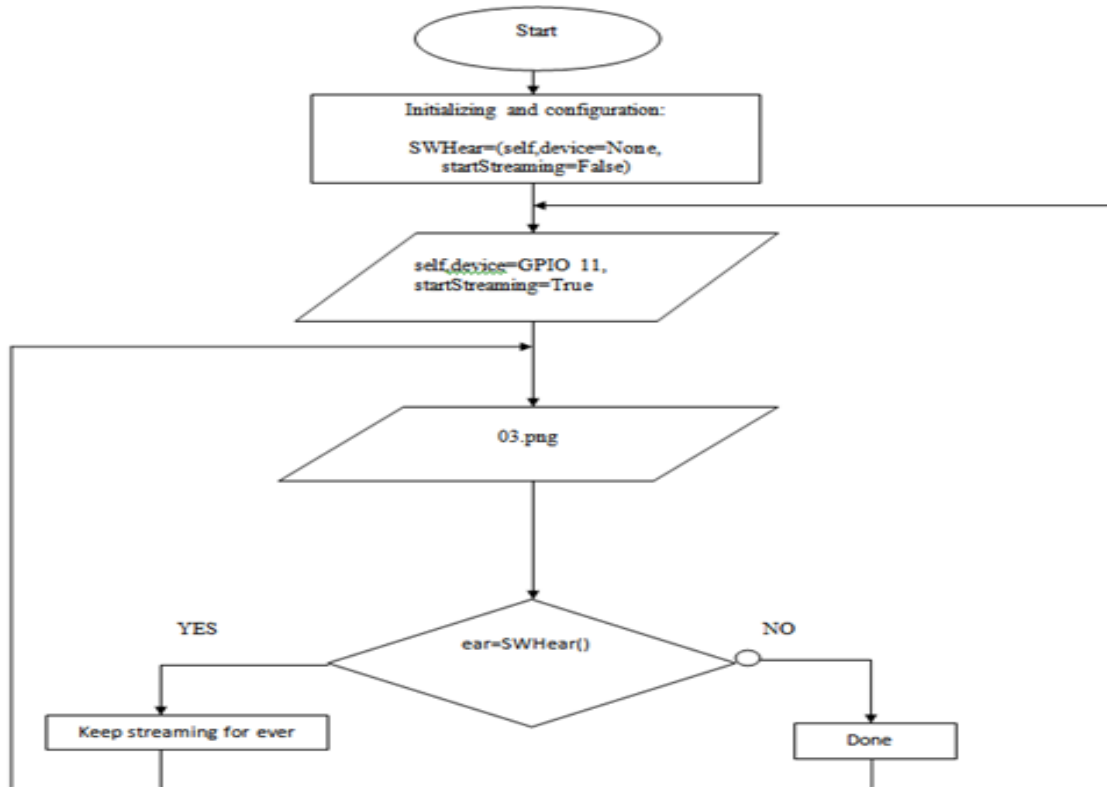 Start
Initializing and configuration:
SWHear=(self,device=None,
startStreaming=False)
self,device=GPIO 11,
startStreaming=True
03.png
YES
ear=SWHear()
NO
Keep streaming for ever
Done